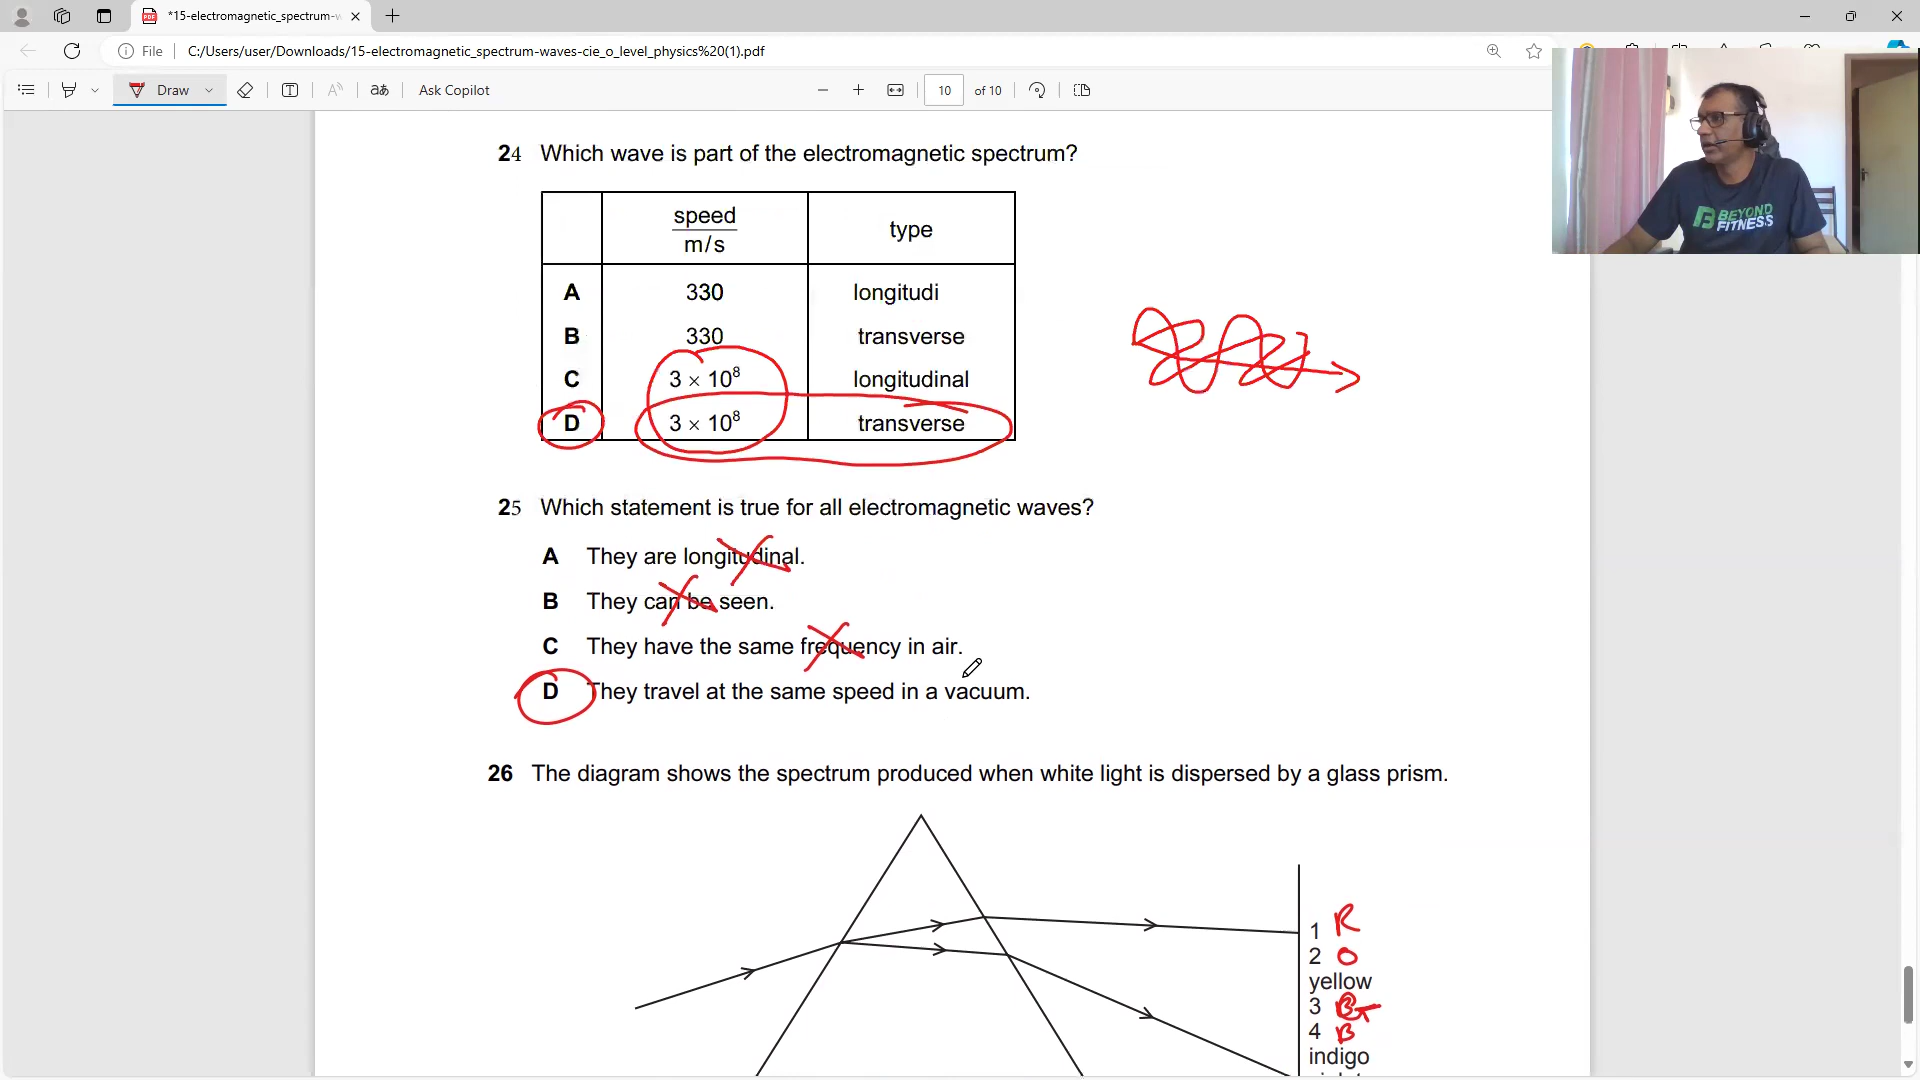 *15-electromagnetic_spectrum-w
File C:/Users/user/Downloads/15-electromagnetic_spectrum-waves-cie_o_level_physics%20(1).pdf
Draw Ask Copilot 10 of 10
BEYOND
FITNESS
24 Which wave is part of the electromagnetic spectrum?
speed
m/s
type
A 330 longitudi
B 330 transverse
C 3 × 10⁸ longitudinal
D 3 × 10⁸ transverse
25 Which statement is true for all electromagnetic waves?
A They are longitudinal.
B They can be seen.
C They have the same frequency in air.
D They travel at the same speed in a vacuum.
26 The diagram shows the spectrum produced when white light is dispersed by a glass prism.
1 R
2 O
yellow
3
4 B
indigo